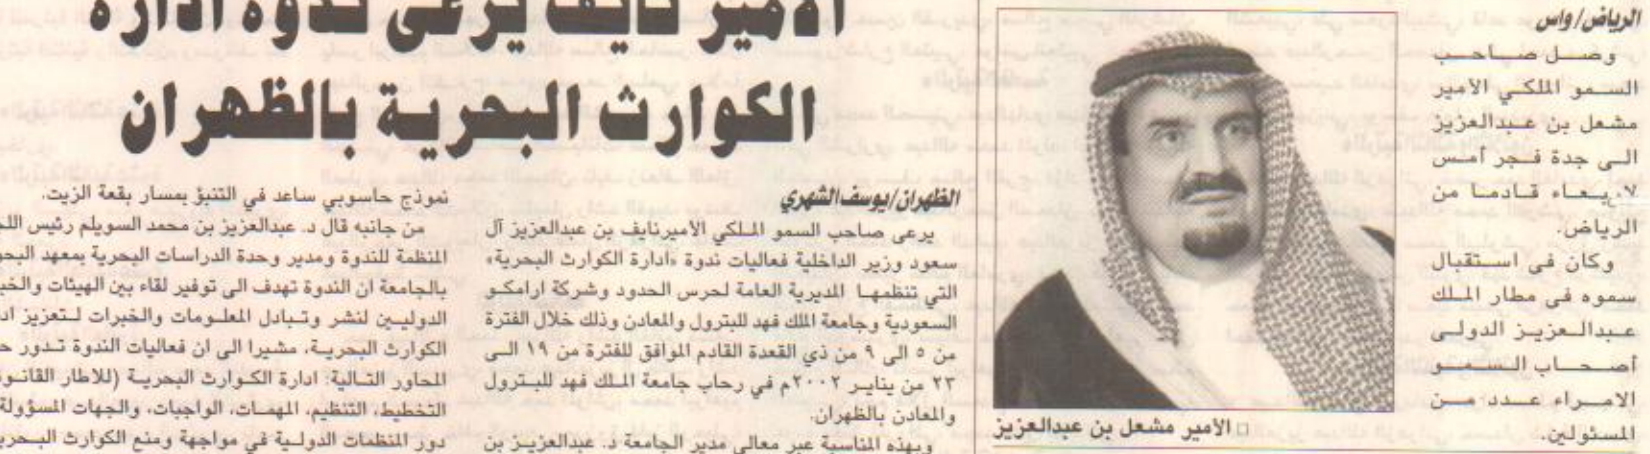 الرياض/واس
وصل صاحب
السمو الملكي الامير
مشعل بن عبدالعزيز
الى جدة فجر امس
قادما من
الرياض.
وكان في استقبال
سموه في مطار الملك
عبدالعزيز الدولي
أصحاب السمو
الامراء عدد من
المسئولين.
الامير مشعل بن عبدالعزيز
الامير نايف يرعى ندوة ادارة
الكوارث البحرية بالظهران
الظهران/يوسف الشهري
يرعى صاحب السمو الملكي الأمير نايف بن عبدالعزيز آل
سعود وزير الداخلية فعاليات ندوة «ادارة الكوارث البحرية»
التي تنظمها المديرية العامة لحرس الحدود وشركة ارامكو
السعودية وجامعة الملك فهد للبترول والمعادن وذلك خلال الفترة
من ٥ الى ٩ من ذي القعدة القادم الموافق للفترة من ١٩ الى
٢٣ من يناير ٢٠٠٢م في رحاب جامعة الملك فهد للبترول
والمعادن بالظهران.
وبهذه المناسبة عبر معالي مدير الجامعة د. عبدالعزيز بن
نموذج حاسوبي ساعد في التنبؤ بمسار بقعة الزيت.
من جانبه قال د. عبدالعزيز بن محمد السويلم رئيس
المنظمة للندوة ومدير وحدة الدراسات البحرية بمعهد
بالجامعة ان الندوة تهدف الى توفير لقاء بين الهيئات
الدوليين لنشر وتبادل المعلومات والخبرات لتعزيز
الكوارث البحرية، مشيرا الى ان فعاليات الندوة تدور
المحاور التالية: ادارة الكوارث البحرية (للاطار
التخطيط، التنظيم، المهمات، الواجبات، والجهات المسؤولة
دور المنظمات الدولية في مواجهة ومنع الكوارث